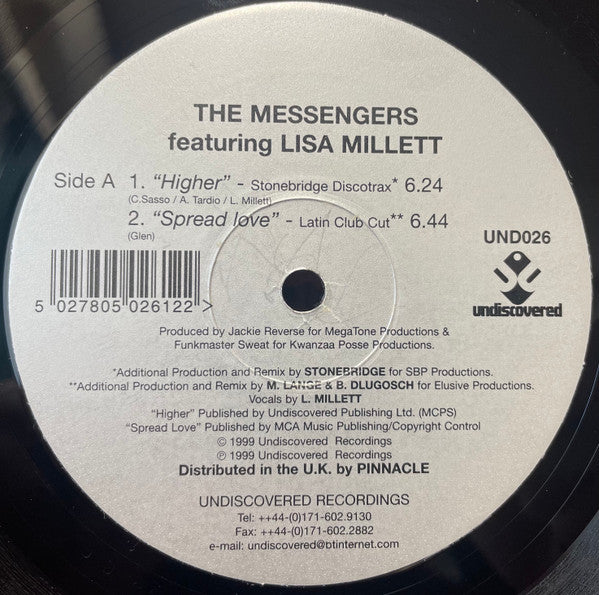 THE MESSENGERS
featuring LISA MILLETT
Side A 1. “Higher” - Stonebridge Discotrax* 6.24
(C.Sasso / A. Tardio / L. Millett)
2. “Spread love” - Latin Club Cut** 6.44
(Glen)
UND026
undiscovered
5 027805 026122 >
Produced by Jackie Reverse for MegaTone Productions &
Funkmaster Sweat for Kwanzaa Posse Productions.
*Additional Production and Remix by STONEBRIDGE for SBP Productions.
**Additional Production and Remix by M. LANGE & B. DLUGOSCH for Elusive Productions.
Vocals by L. MILLETT
“Higher” Published by Undiscovered Publishing Ltd. (MCPS)
“Spread Love” Published by MCA Music Publishing/Copyright Control
© 1999 Undiscovered Recordings
℗ 1999 Undiscovered Recordings
Distributed in the U.K. by PINNACLE
UNDISCOVERED RECORDINGS
Tel: ++44-(0)171-602.9130
Fax: ++44-(0)171-602.2882
e-mail: undiscovered@btinternet.com